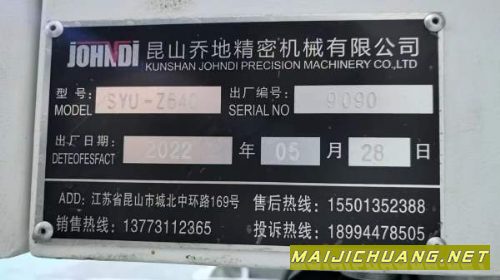 JOHNDI 昆山乔地精密机械有限公司
KUNSHAN JOHNDI PRECISION MACHINERY CO.,LTD
型号: SYU-Z640 出厂编号: 9090
MODEL SERIAL NO
出厂日期: 2022 年 05 月 28 日
DETEOFESFACT
ADD: 江苏省昆山市城北中环路169号 售后热线: 15501352388
销售热线: 13773112365 投诉热线: 18994478505
MAIJICHUANG.NET